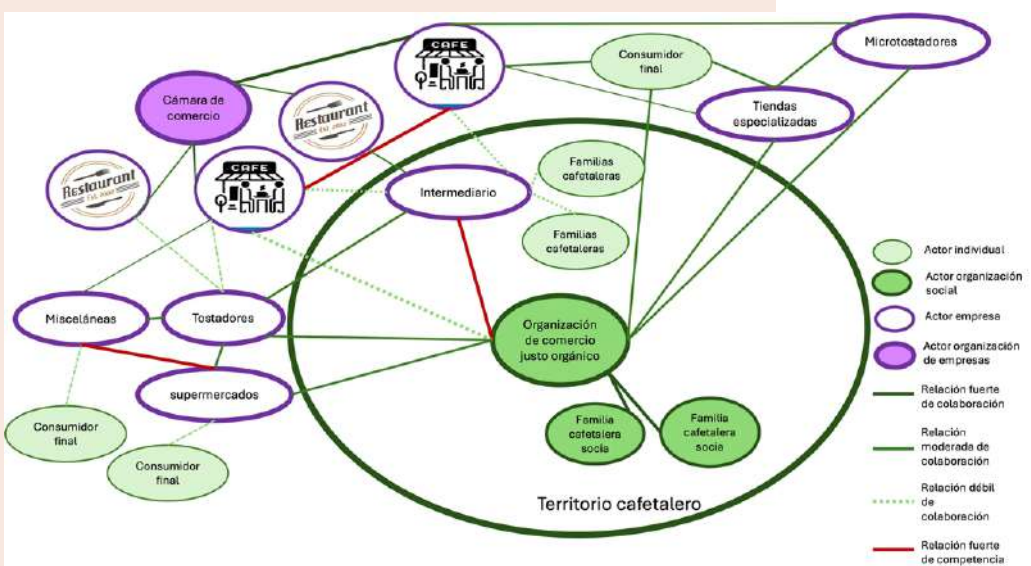 Microtostadores
CAFE
Consumidor
final
Cámara de
comercio
Restaurant
Tiendas
especializadas
CAFE
Familias
cafetaleras
Restaurant
Intermediario
Familias
cafetaleras
Actor individual
Actor organización
social
Misceláneas
Tostadores
Actor empresa
Organización
de comercio
justo orgánico
Actor organización
de empresas
supermercados
Relación fuerte
de colaboración
Consumidor
final
Familia
cafetalera
socia
Familia
cafetalera
socia
Relación
moderada de
colaboración
Consumidor
final
Territorio cafetalero
Relación débil
de
colaboración
Relación fuerte
de competencia